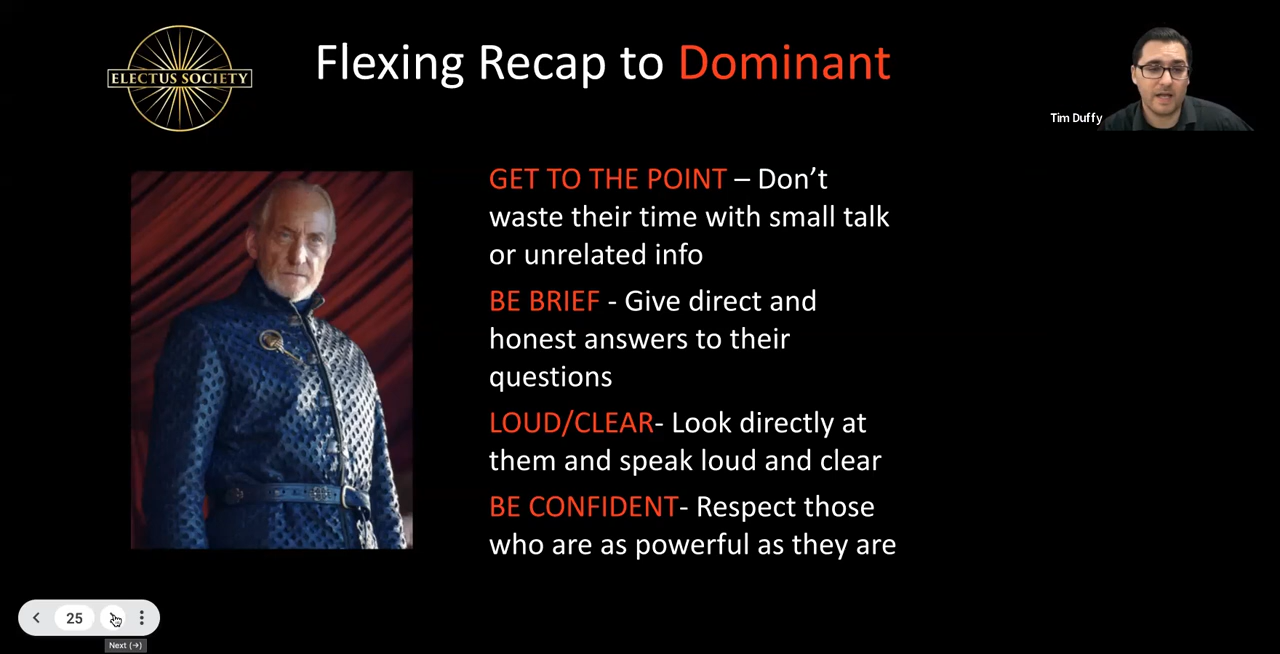 ELECTUS SOCIETY
Flexing Recap to Dominant
Tim Duffy
GET TO THE POINT – Don’t
waste their time with small talk
or unrelated info
BE BRIEF - Give direct and
honest answers to their
questions
LOUD/CLEAR- Look directly at
them and speak loud and clear
BE CONFIDENT- Respect those
who are as powerful as they are
25
Next (→)